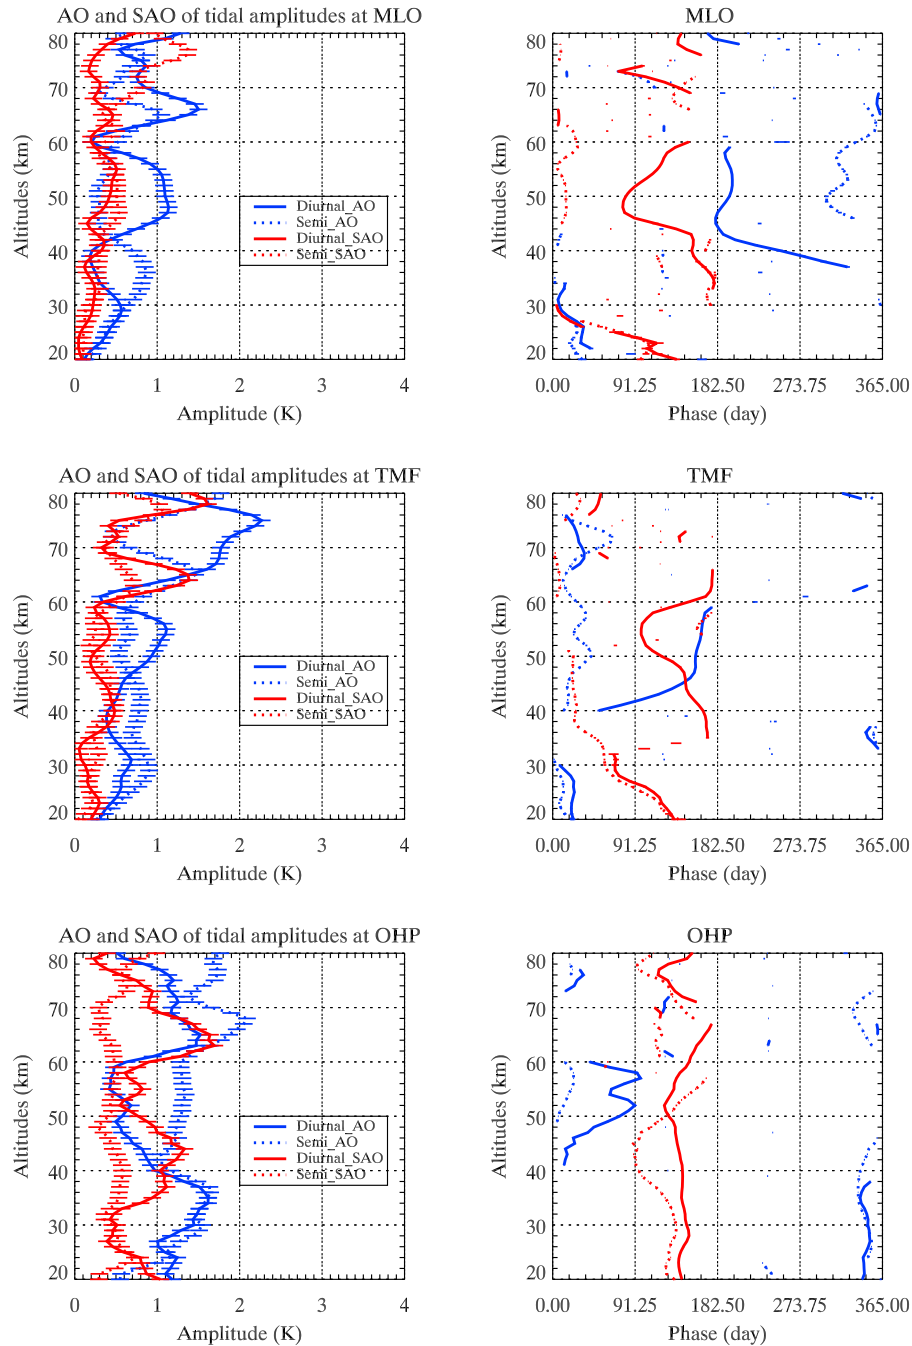 AO and SAO of tidal amplitudes at MLO
MLO
80
70
60
50
40
30
20
Altitudes (km)
Diurnal_AO
Semi_AO
Diurnal_SAO
Semi_SAO
0 1 2 3 4
Amplitude (K)
80
70
60
50
40
30
20
Altitudes (km)
0.00 91.25 182.50 273.75 365.00
Phase (day)
AO and SAO of tidal amplitudes at TMF
TMF
80
70
60
50
40
30
20
Altitudes (km)
Diurnal_AO
Semi_AO
Diurnal_SAO
Semi_SAO
0 1 2 3 4
Amplitude (K)
80
70
60
50
40
30
20
Altitudes (km)
0.00 91.25 182.50 273.75 365.00
Phase (day)
AO and SAO of tidal amplitudes at OHP
OHP
80
70
60
50
40
30
20
Altitudes (km)
Diurnal_AO
Semi_AO
Diurnal_SAO
Semi_SAO
0 1 2 3 4
Amplitude (K)
80
70
60
50
40
30
20
Altitudes (km)
0.00 91.25 182.50 273.75 365.00
Phase (day)